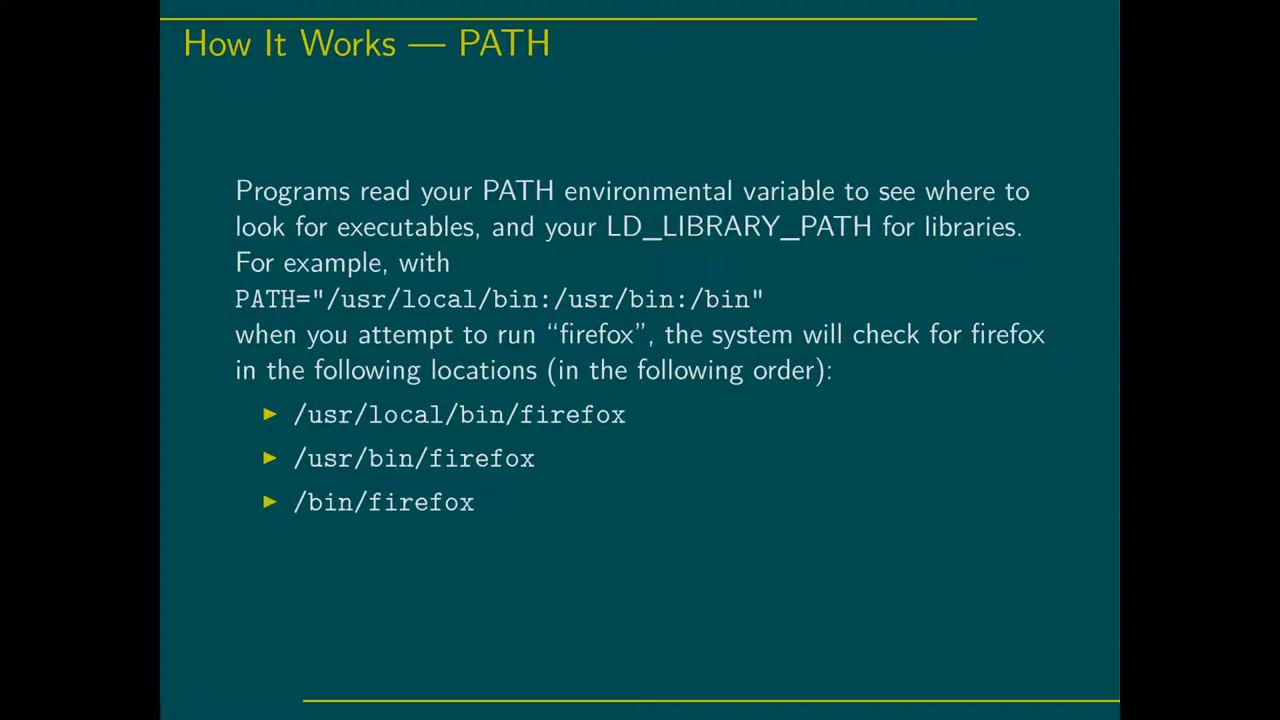 How It Works — PATH
Programs read your PATH environmental variable to see where to
look for executables, and your LD_LIBRARY_PATH for libraries.
For example, with
PATH="/usr/local/bin:/usr/bin:/bin"
when you attempt to run “firefox”, the system will check for firefox
in the following locations (in the following order):
▶ /usr/local/bin/firefox
▶ /usr/bin/firefox
▶ /bin/firefox